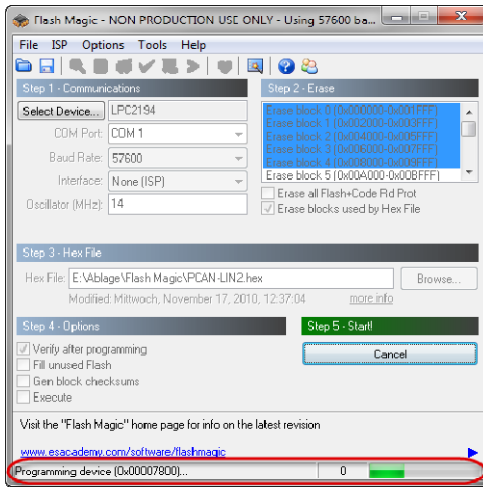 Flash Magic - NON PRODUCTION USE ONLY - Using 57600 ba...
File ISP Options Tools Help
Step 1 - Communications
Select Device... LPC2194
COM Port: COM 1
Baud Rate: 57600
Interface: None (ISP)
Oscillator (MHz): 14
Step 2 - Erase
Erase block 0 (0x000000-0x001FFF)
Erase block 1 (0x002000-0x003FFF)
Erase block 2 (0x004000-0x005FFF)
Erase block 3 (0x006000-0x007FFF)
Erase block 4 (0x008000-0x009FFF)
Erase block 5 (0x00A000-0x00BFFF)
Erase all Flash+Code Rd Prot
Erase blocks used by Hex File
Step 3 - Hex File
Hex File: E:\Ablage\Flash Magic\PCAN-LIN2.hex Browse...
Modified: Mittwoch, November 17, 2010, 12:37:04 more info
Step 4 - Options
Verify after programming
Fill unused Flash
Gen block checksums
Execute
Step 5 - Start!
Cancel
Visit the "Flash Magic" home page for info on the latest revision
www.esacademy.com/software/flashmagic
Programming device (0x00007800)... 0